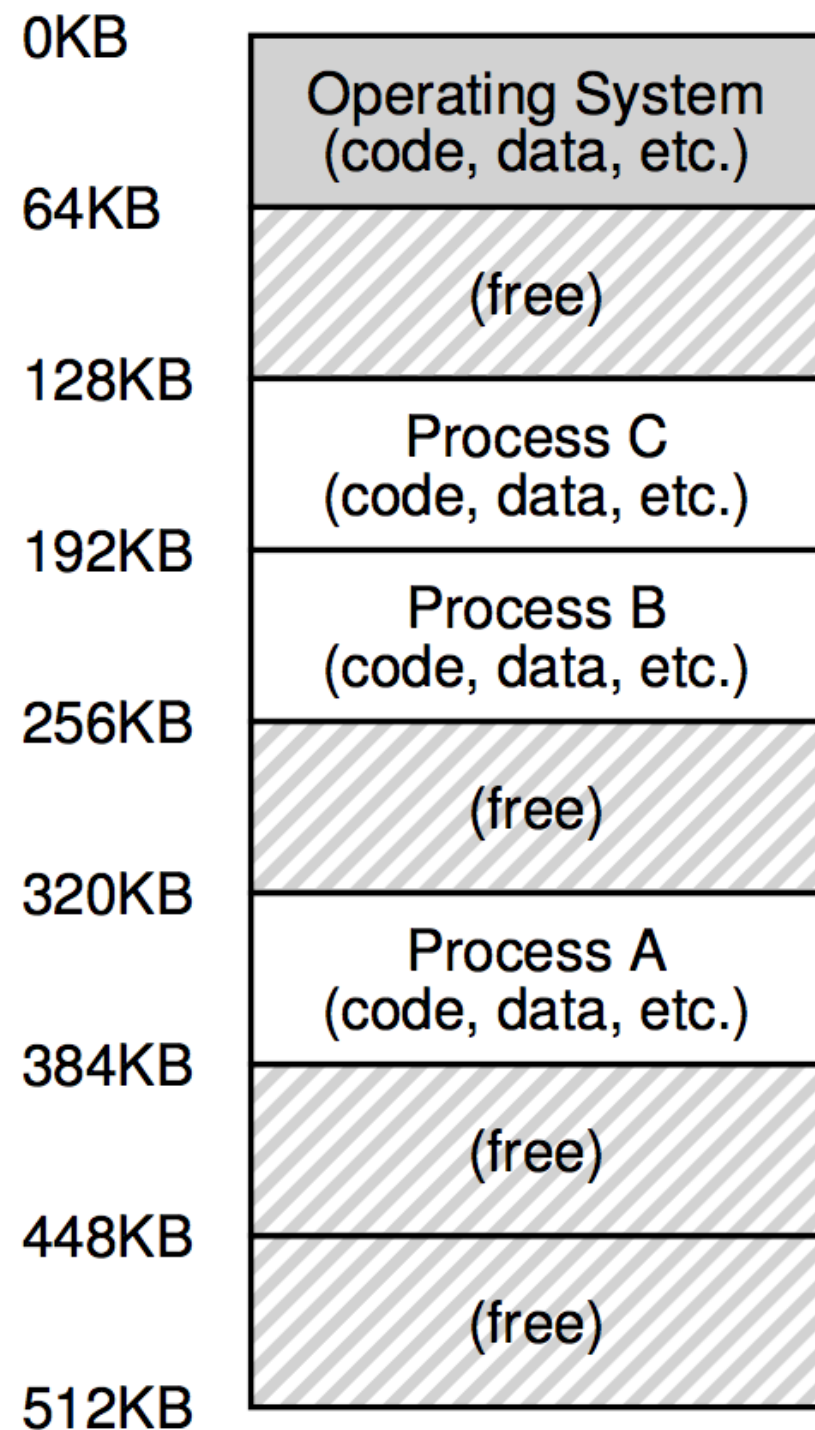 0KB
Operating System
(code, data, etc.)
64KB
(free)
128KB
Process C
(code, data, etc.)
192KB
Process B
(code, data, etc.)
256KB
(free)
320KB
Process A
(code, data, etc.)
384KB
(free)
448KB
(free)
512KB